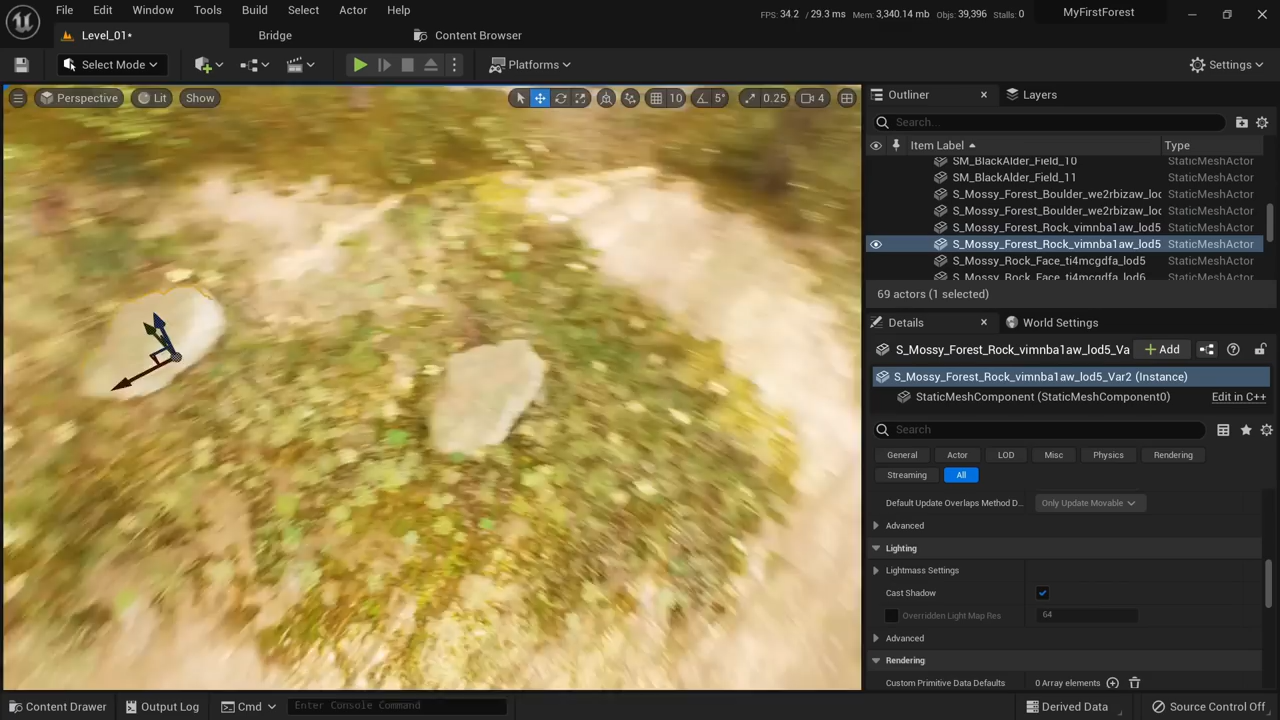 File Edit Window Tools Build Select Actor Help
FPS: 34.2 / 29.3 ms Mem: 3,340.14 mb Objs: 39,396 Stalls: 0
MyFirstForest
Level_01•
Bridge
Content Browser
Select Mode
Platforms
Settings
Perspective
Lit
Show
10
5°
0.25
4
Outliner
Layers
Search...
Item Label
Type
SM_BlackAlder_Field_10 StaticMeshActor
SM_BlackAlder_Field_11 StaticMeshActor
S_Mossy_Forest_Boulder_we2rbizaw_loc StaticMeshActor
S_Mossy_Forest_Boulder_we2rbizaw_loc StaticMeshActor
S_Mossy_Forest_Rock_vimnba1aw_lod5 StaticMeshActor
S_Mossy_Forest_Rock_vimnba1aw_lod5 StaticMeshActor
S_Mossy_Rock_Face_ti4mcgdfa_lod5 StaticMeshActor
S_Mossy_Rock_Face_ti4mcgdfa_lod6 StaticMeshActor
69 actors (1 selected)
Details
World Settings
S_Mossy_Forest_Rock_vimnba1aw_lod5_Va
Add
S_Mossy_Forest_Rock_vimnba1aw_lod5_Var2 (Instance)
StaticMeshComponent (StaticMeshComponent0)
Edit in C++
Search
General Actor LOD Misc Physics Rendering
Streaming All
Default Update Overlaps Method D... Only Update Movable
Advanced
Lighting
Lightmass Settings
Cast Shadow
Overridden Light Map Res 64
Advanced
Rendering
Custom Primitive Data Defaults 0 Array elements
Content Drawer
Output Log
Cmd
Enter Console Command
Derived Data
Source Control Off